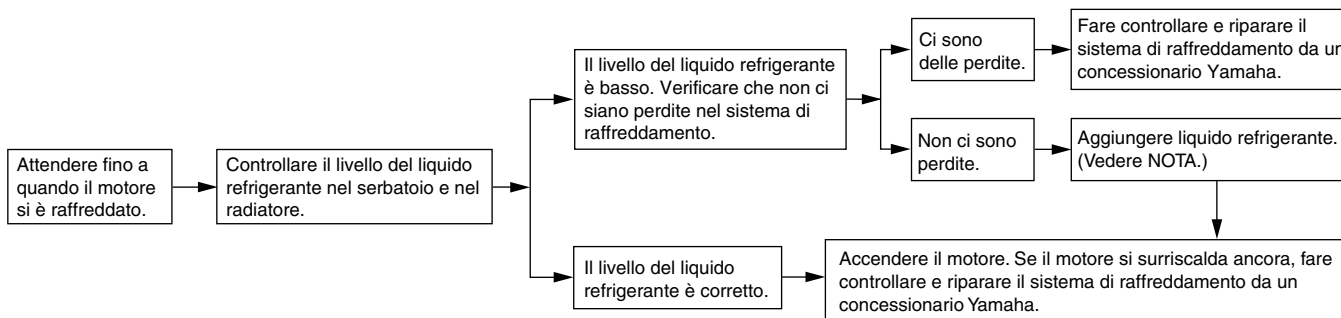 Attendere fino a
quando il motore
si è raffreddato.
Controllare il livello del liquido
refrigerante nel serbatoio e nel
radiatore.
Il livello del liquido refrigerante
è basso. Verificare che non ci
siano perdite nel sistema di
raffreddamento.
Ci sono
delle perdite.
Fare controllare e riparare il
sistema di raffreddamento da un
concessionario Yamaha.
Non ci sono
perdite.
Aggiungere liquido refrigerante.
(Vedere NOTA.)
Il livello del liquido
refrigerante è corretto.
Accendere il motore. Se il motore si surriscalda ancora, fare
controllare e riparare il sistema di raffreddamento da un
concessionario Yamaha.